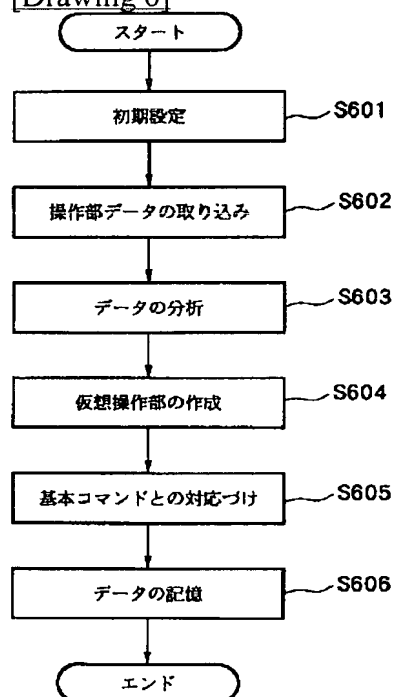 [Drawing 6]
スタート
初期設定
S601
操作部データの取り込み
S602
データの分析
S603
仮想操作部の作成
S604
基本コマンドとの対応づけ
S605
データの記憶
S606
エンド